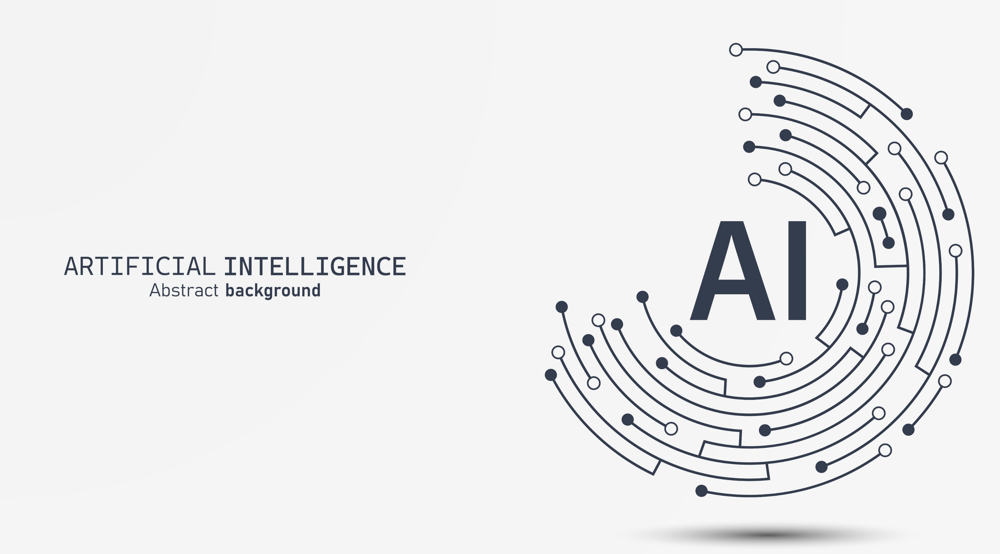 ARTIFICIAL INTELLIGENCE
Abstract background
AI